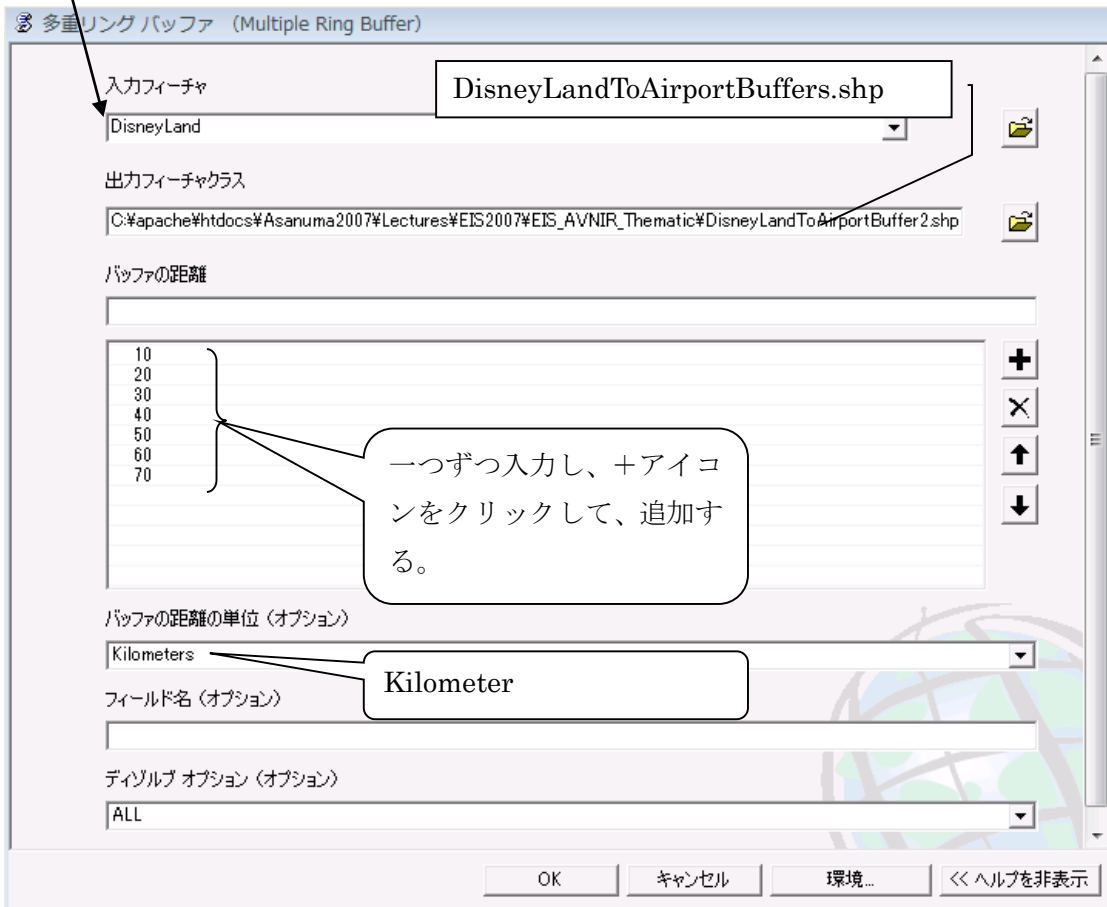 多重リング バッファ （Multiple Ring Buffer）
入力フィーチャ
DisneyLandToAirportBuffers.shp
DisneyLand
出力フィーチャクラス
C:¥apache¥htdocs¥Asanuma2007¥Lectures¥EIS2007¥EIS_AVNIR_Thematic¥DisneyLandToAirportBuffer2.shp
バッファの距離
10
20
30
40
50
60
70
一つずつ入力し、＋アイコ
ンをクリックして、追加す
る。
バッファの距離の単位（オプション）
Kilometers
Kilometer
フィールド名（オプション）
ディゾルブ オプション（オプション）
ALL
OK
キャンセル
環境...
<< ヘルプを非表示